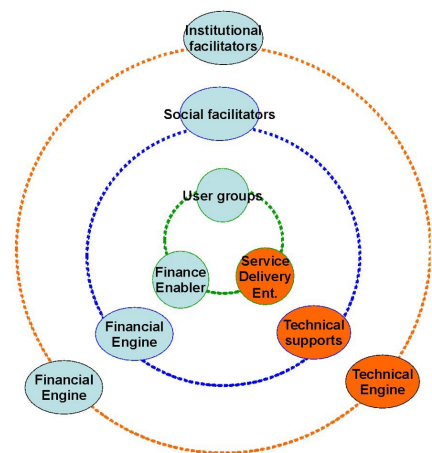 Institutional
facilitators
Social facilitators
User groups
Finance
Enabler
Service
Delivery
Ent.
Financial
Engine
Technical
supports
Financial
Engine
Technical
Engine